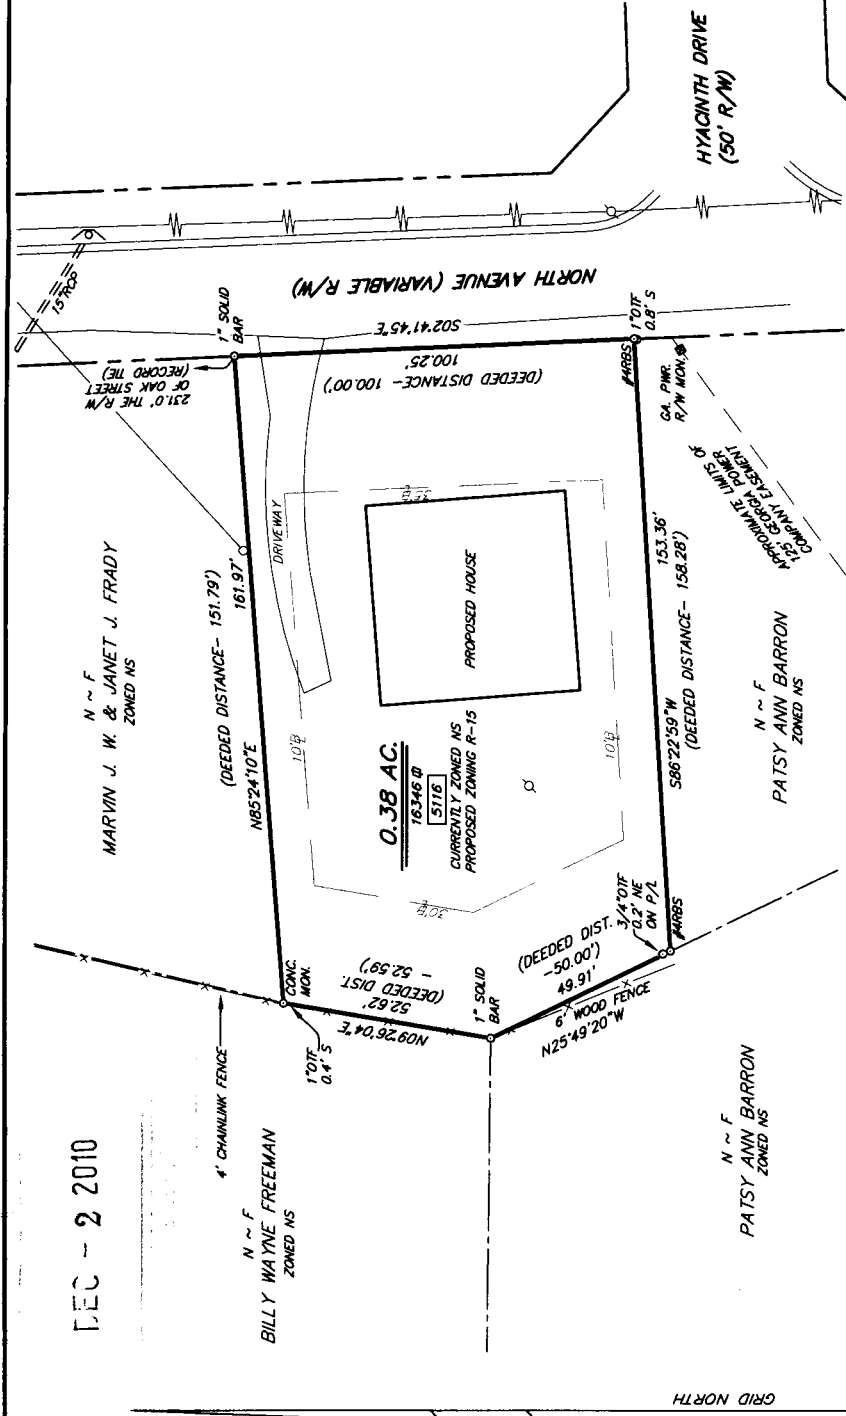 DEC - 2 2010
HYACINTH DRIVE
(50' R/W)
NORTH AVENUE (VARIABLE R/W)
15" RCP
1" SOLID
BAR
231.0' THE R/W
OF OAK STREET
(RECORD TIE)
S02°41'45"E
100.25'
(DEEDED DISTANCE- 100.00')
1"OTF
0.8' S
#4RBS
GA. PWR.
R/W MON.
APPROXIMATE LIMITS OF
125' GEORGIA POWER
COMPANY EASEMENT
N ~ F
MARVIN J. W. & JANET J. FRADY
ZONED NS
(DEEDED DISTANCE- 151.79')
161.97'
N85°24'10"E
DRIVEWAY
35'B
PROPOSED HOUSE
10'B
10'B
30'B
0.38 AC.
16346
5116
CURRENTLY ZONED NS
PROPOSED ZONING R-15
153.36'
S86°22'59"W
(DEEDED DISTANCE- 158.28')
N ~ F
PATSY ANN BARRON
ZONED NS
CONC.
MON.
1"OTF
0.4' S
4' CHAINLINK FENCE
N09°26'04"E
52.62'
(DEEDED DIST.
- 52.59')
1" SOLID
BAR
(DEEDED DIST.
-50.00')
49.91'
6' WOOD FENCE
N25°49'20"W
3/4"OTF
0.2' NE
ON P/L
#4RBS
N ~ F
BILLY WAYNE FREEMAN
ZONED NS
N ~ F
PATSY ANN BARRON
ZONED NS
GRID NORTH